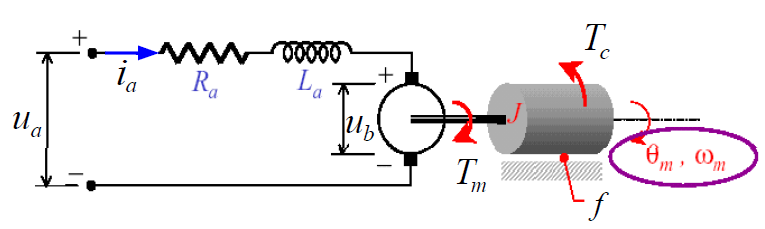 +
i_a
R_a
L_a
u_a
+
u_b
−
−
T_m
J
T_c
θ_m , ω_m
f